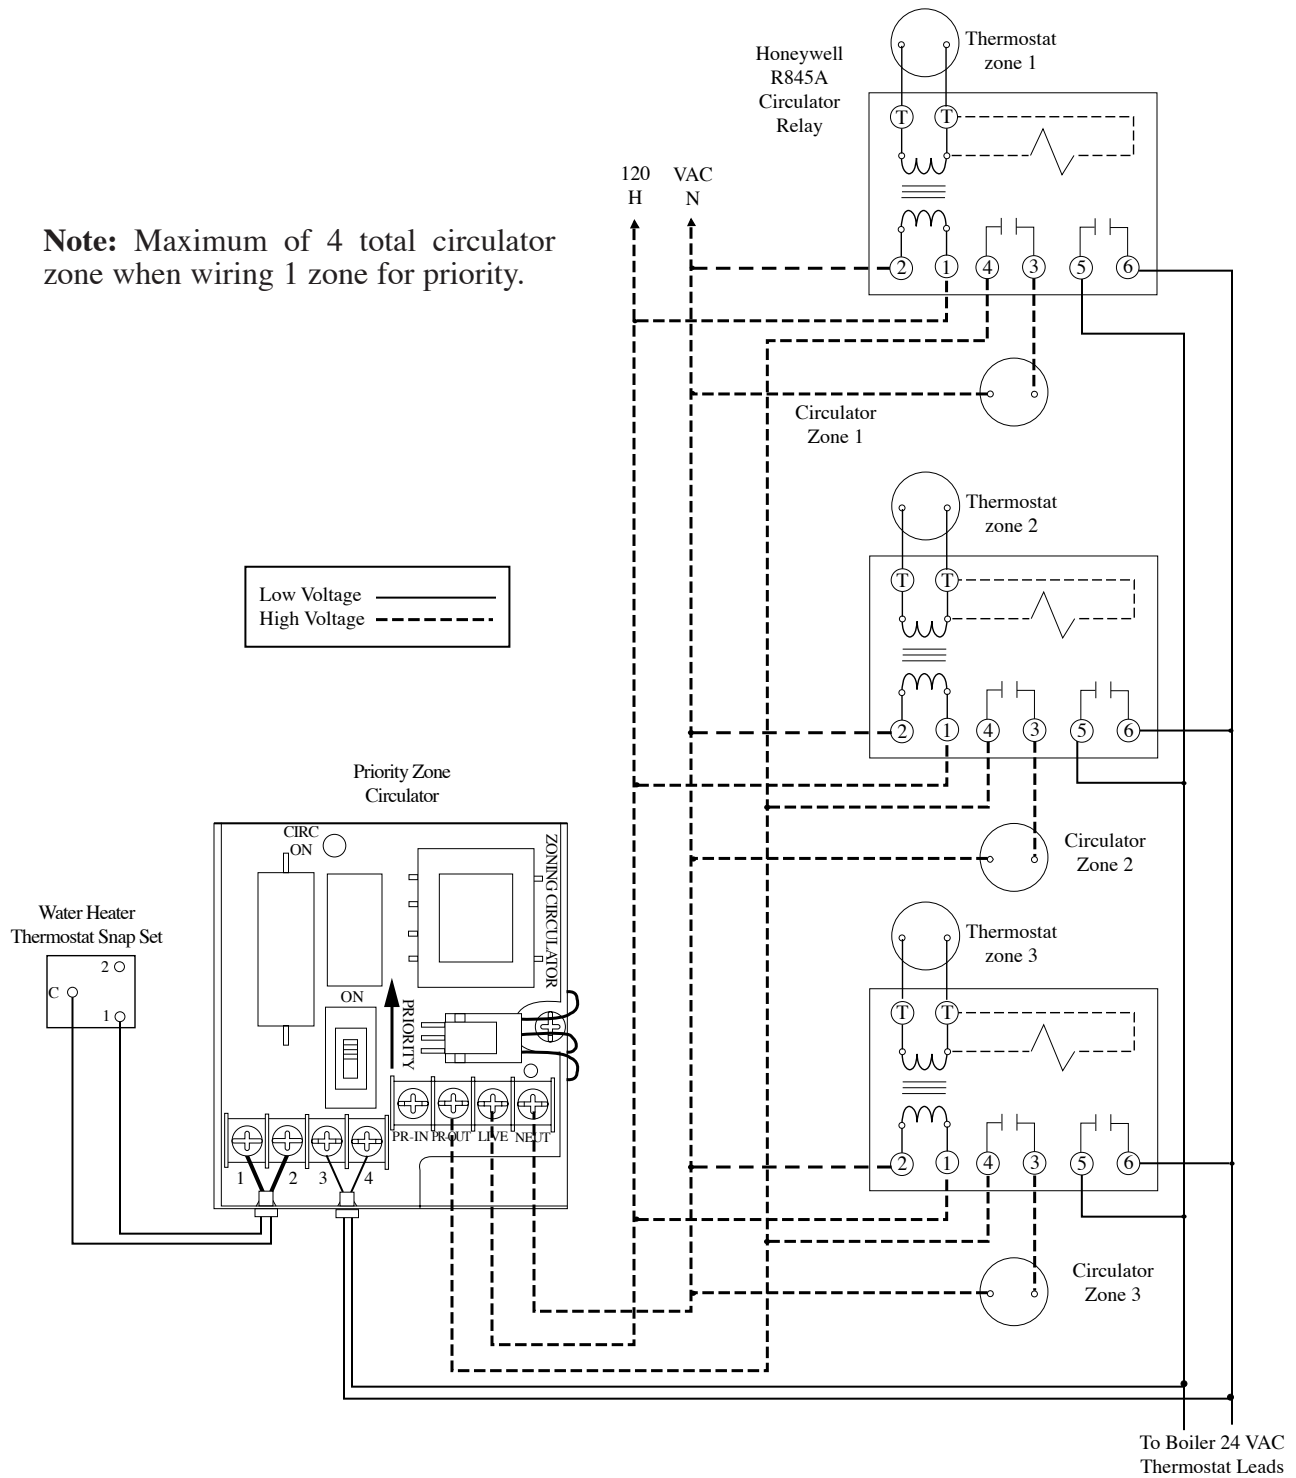 Honeywell
R845A
Circulator
Relay
Thermostat
zone 1
T T
120 VAC
H N
Note: Maximum of 4 total circulator
zone when wiring 1 zone for priority.
2 1 4 3 5 6
Circulator
Zone 1
Thermostat
zone 2
T T
Low Voltage
High Voltage
2 1 4 3 5 6
Priority Zone
Circulator
CIRC
ON
ZONING CIRCULATOR
Circulator
Zone 2
Water Heater
Thermostat Snap Set
2
C
1
ON
PRIORITY
Thermostat
zone 3
T T
PR-IN PR-OUT LIVE NEUT
1 2 3 4
2 1 4 3 5 6
Circulator
Zone 3
To Boiler 24 VAC
Thermostat Leads